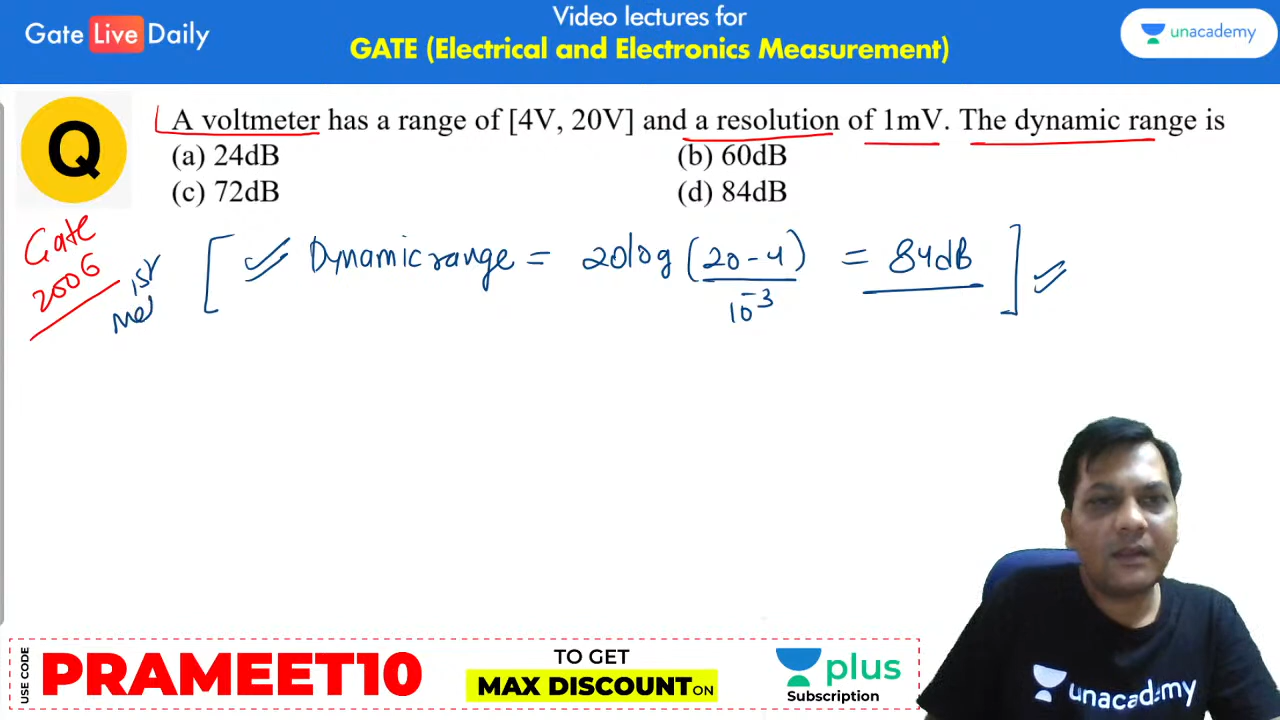 Gate Live Daily
Video lectures for
GATE (Electrical and Electronics Measurement)
unacademy
Q
A voltmeter has a range of [4V, 20V] and a resolution of 1mV. The dynamic range is
(a) 24dB (b) 60dB
(c) 72dB (d) 84dB
Gate
2006
1st
Dynamic range = 20log (20-4) = 84dB
10^-3
USE CODE
PRAMEET10
TO GET
MAX DISCOUNT ON
plus
Subscription
unacademy